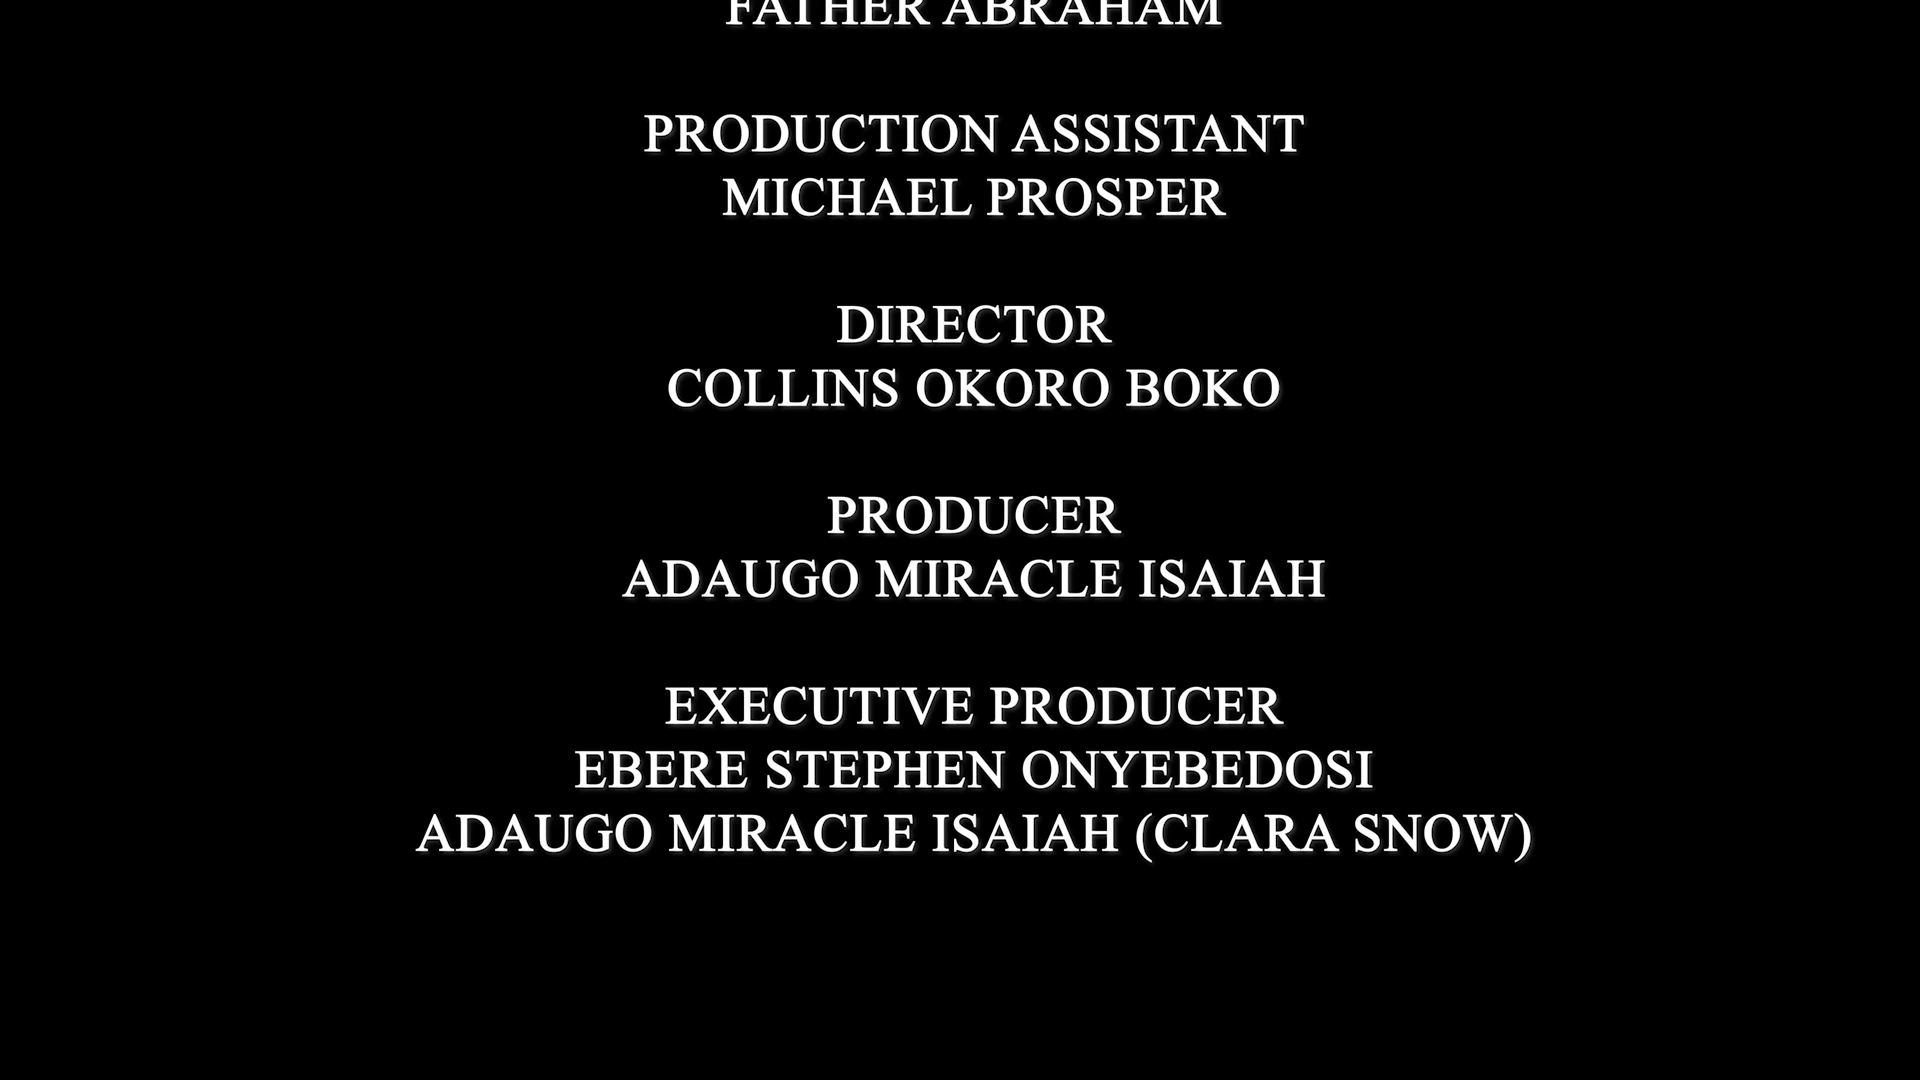 FATHER ABRAHAM
PRODUCTION ASSISTANT
MICHAEL PROSPER
DIRECTOR
COLLINS OKORO BOKO
PRODUCER
ADAUGO MIRACLE ISAIAH
EXECUTIVE PRODUCER
EBERE STEPHEN ONYEBEDOSI
ADAUGO MIRACLE ISAIAH (CLARA SNOW)